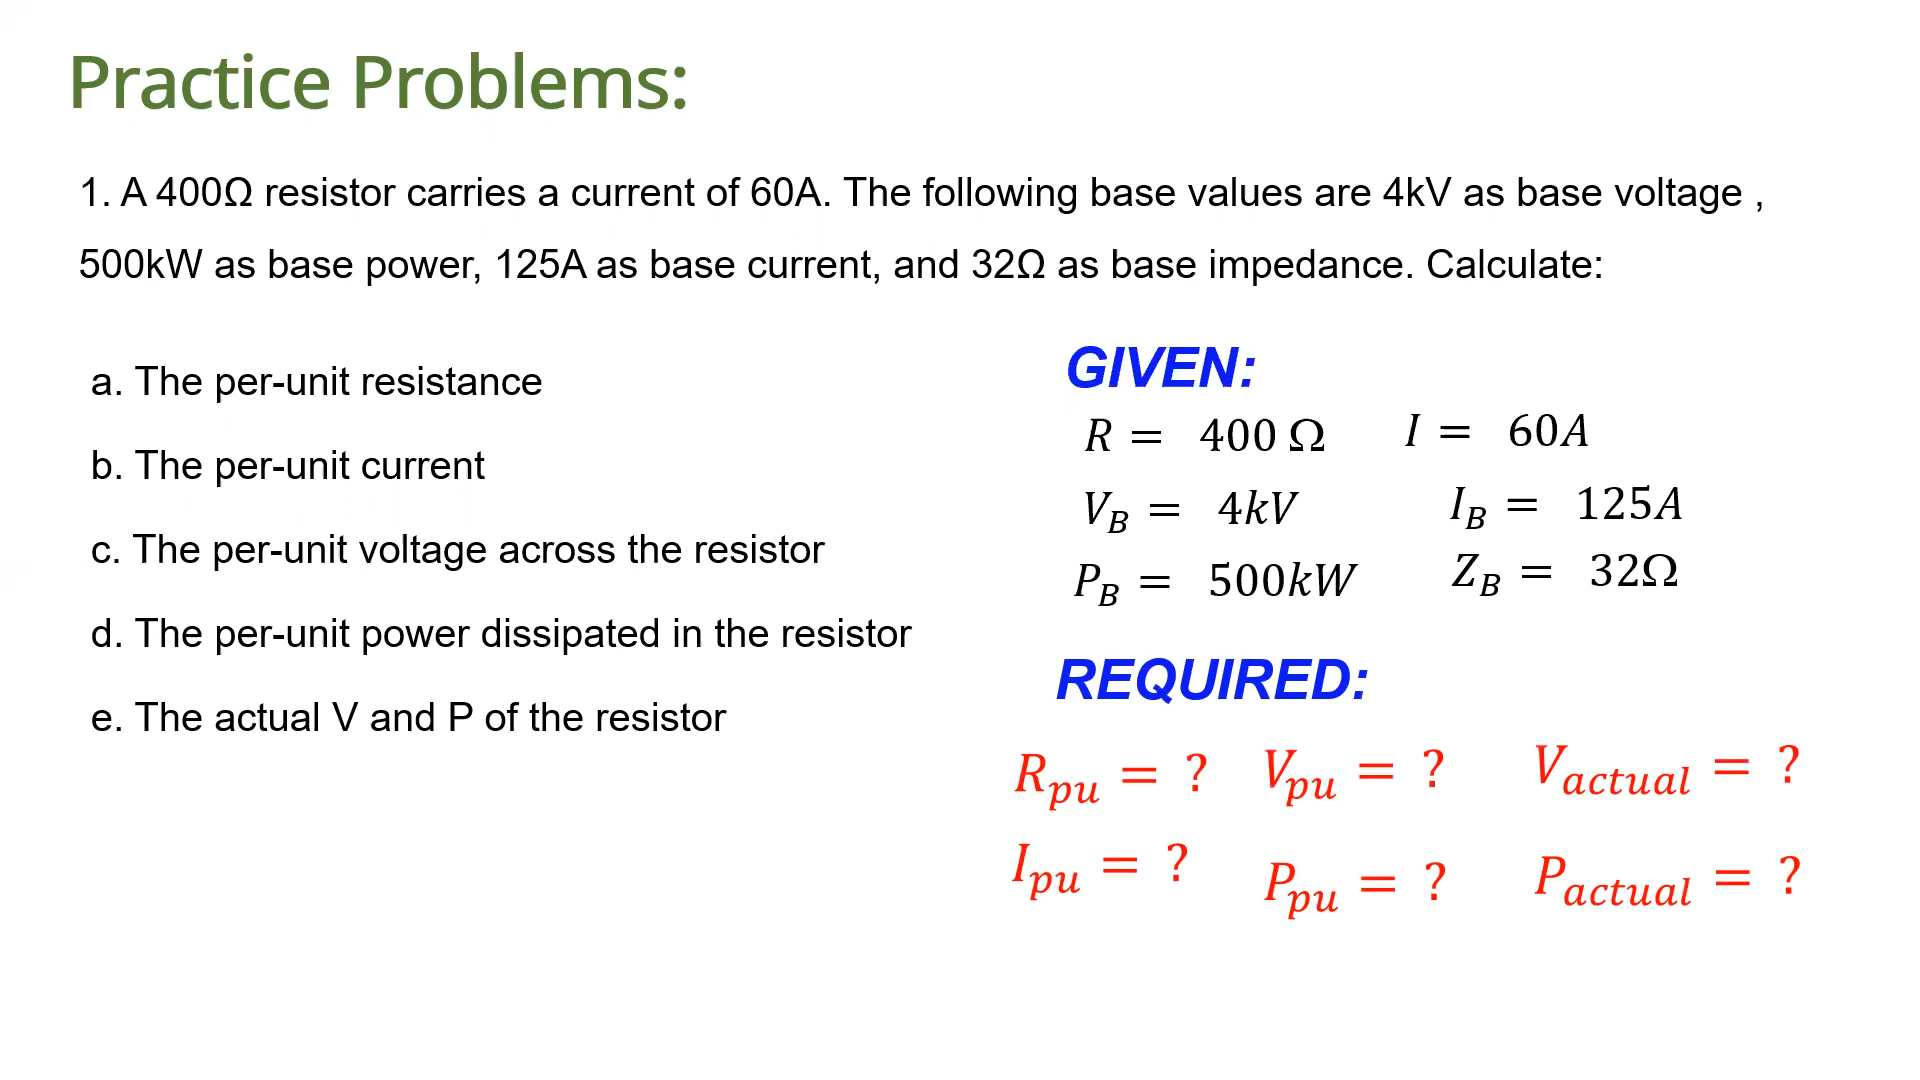 Practice Problems:
1. A 400Ω resistor carries a current of 60A. The following base values are 4kV as base voltage ,
500kW as base power, 125A as base current, and 32Ω as base impedance. Calculate:
a. The per-unit resistance
b. The per-unit current
c. The per-unit voltage across the resistor
d. The per-unit power dissipated in the resistor
e. The actual V and P of the resistor
GIVEN:
R = 400 Ω I = 60A
V_B = 4kV I_B = 125A
P_B = 500kW Z_B = 32Ω
REQUIRED:
R_pu = ? V_pu = ? V_actual = ?
I_pu = ? P_pu = ? P_actual = ?